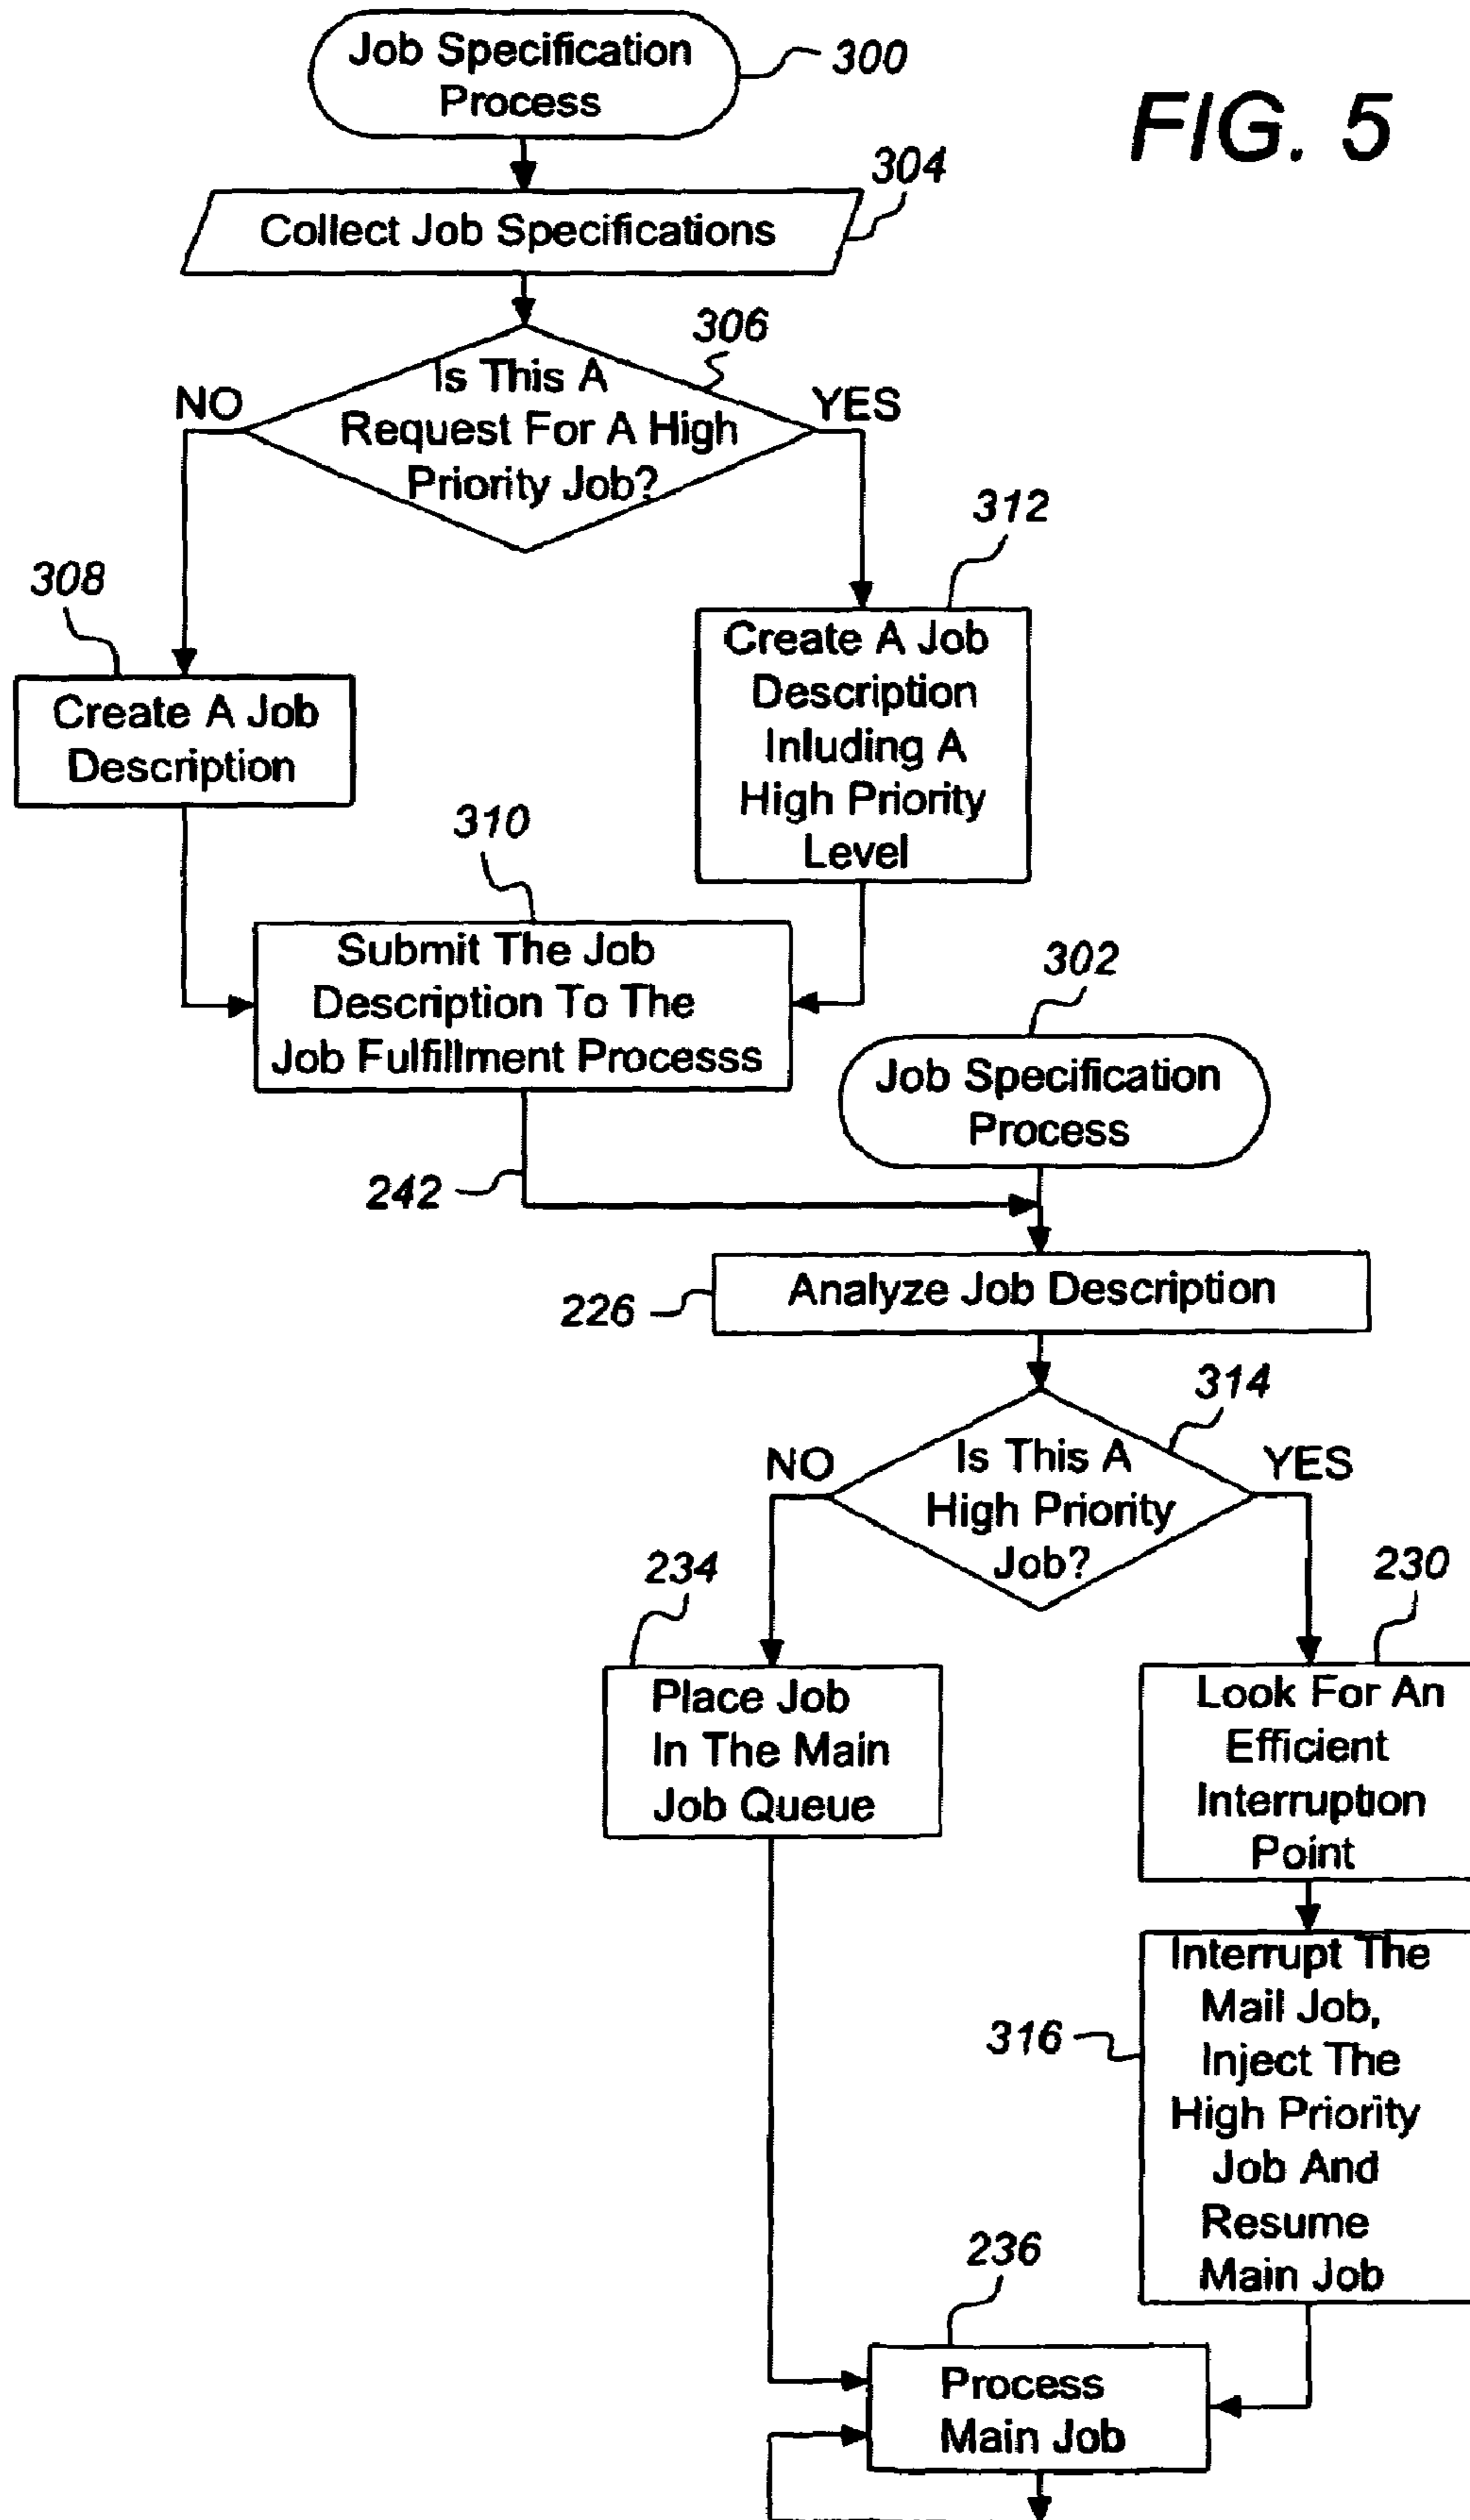 Job Specification
Process
300
FIG. 5
304
Collect Job Specifications
306
Is This A
Request For A High
Priority Job?
NO
YES
312
308
Create A Job
Description
Inluding A
High Priority
Level
Create A Job
Description
310
Submit The Job
Description To The
Job Fulfillment Processs
302
Job Specification
Process
242
226
Analyze Job Description
314
NO
Is This A
High Priority
Job?
YES
234
230
Place Job
In The Main
Job Queue
Look For An
Efficient
Interruption
Point
316
Interrupt The
Mail Job,
Inject The
High Priority
Job And
Resume
Main Job
236
Process
Main Job